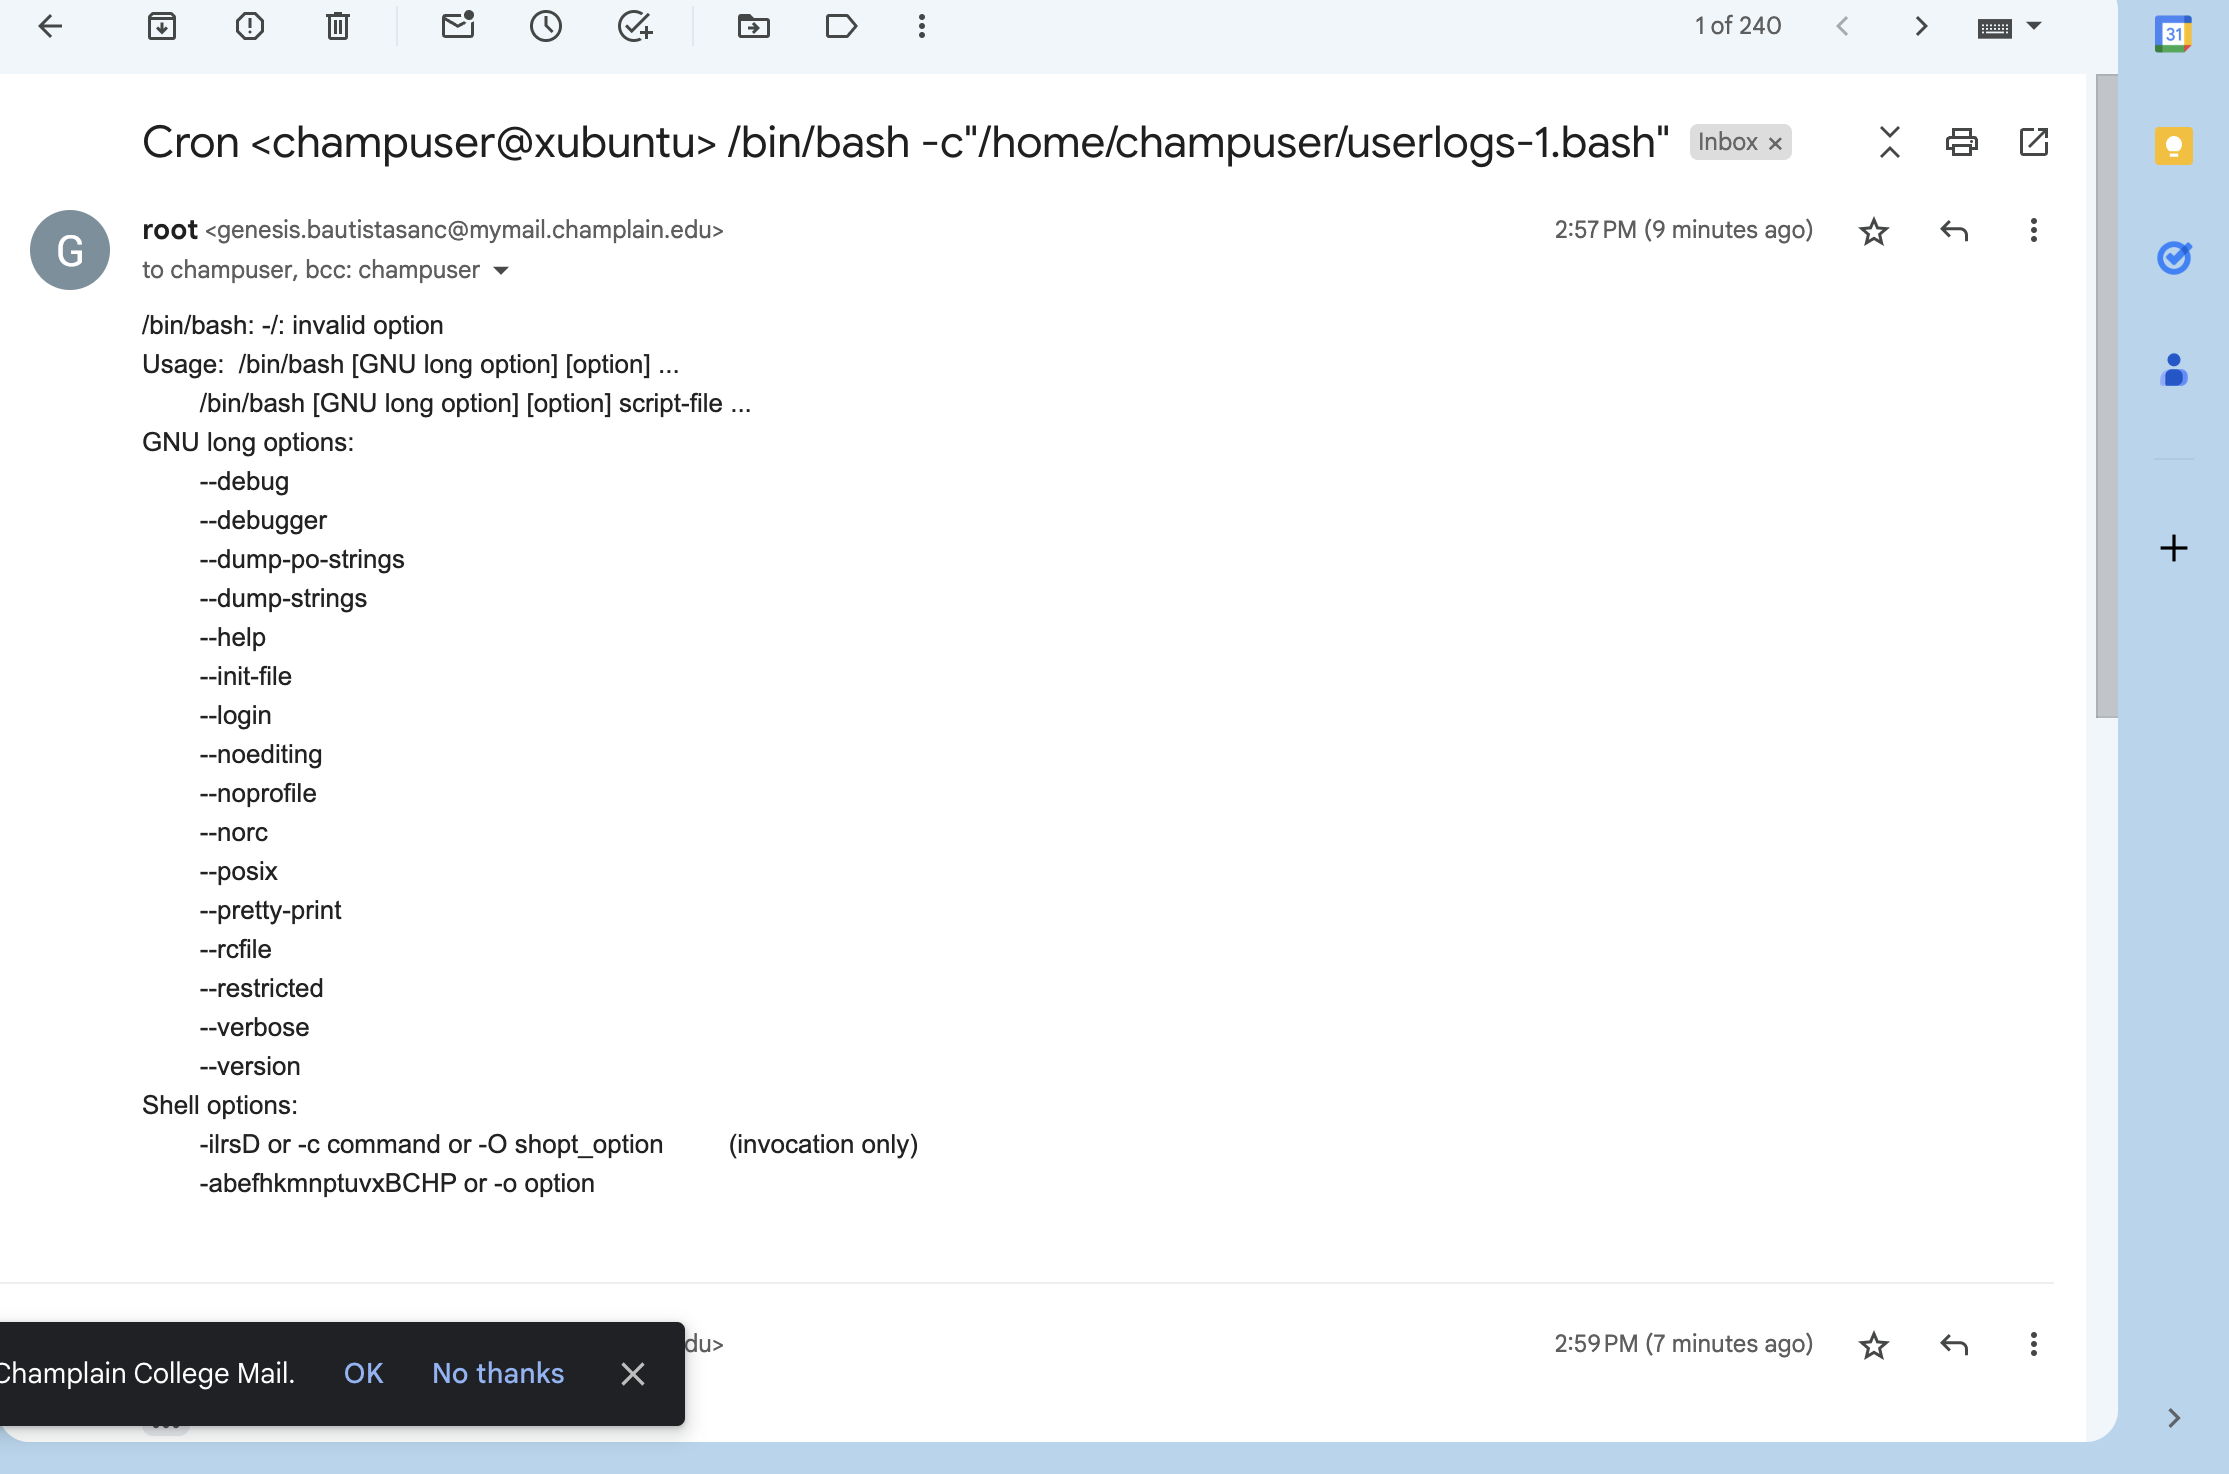 1 of 240
31
Cron <champuser@xubuntu> /bin/bash -c"/home/champuser/userlogs-1.bash"
Inbox ×
G
root <genesis.bautistasanc@mymail.champlain.edu>
2:57 PM (9 minutes ago)
to champuser, bcc: champuser
/bin/bash: -/: invalid option
Usage:  /bin/bash [GNU long option] [option] ...
/bin/bash [GNU long option] [option] script-file ...
GNU long options:
--debug
--debugger
--dump-po-strings
--dump-strings
--help
--init-file
--login
--noediting
--noprofile
--norc
--posix
--pretty-print
--rcfile
--restricted
--verbose
--version
Shell options:
-ilrsD or -c command or -O shopt_option (invocation only)
-abefhkmnptuvxBCHP or -o option
du>
2:59 PM (7 minutes ago)
Champlain College Mail.
OK
No thanks